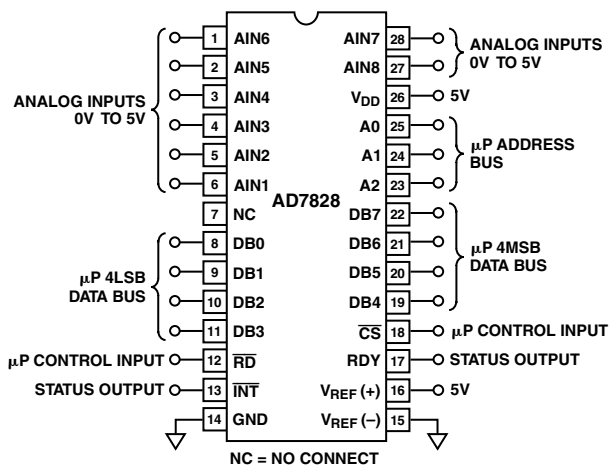 1 AIN6 AIN7 28
2 AIN5 AIN8 27
3 AIN4 VDD 26 5V
4 AIN3 A0 25
5 AIN2 A1 24
6 AIN1 A2 23
AD7828
7 NC DB7 22
8 DB0 DB6 21
9 DB1 DB5 20
10 DB2 DB4 19
11 DB3 C̅S̅ 18 μP CONTROL INPUT
μP CONTROL INPUT 12 R̅D̅ RDY 17 STATUS OUTPUT
STATUS OUTPUT 13 I̅N̅T̅ VREF (+) 16 5V
14 GND VREF (–) 15
ANALOG INPUTS
0V TO 5V
μP 4LSB
DATA BUS
ANALOG INPUTS
0V TO 5V
μP ADDRESS
BUS
μP 4MSB
DATA BUS
NC = NO CONNECT